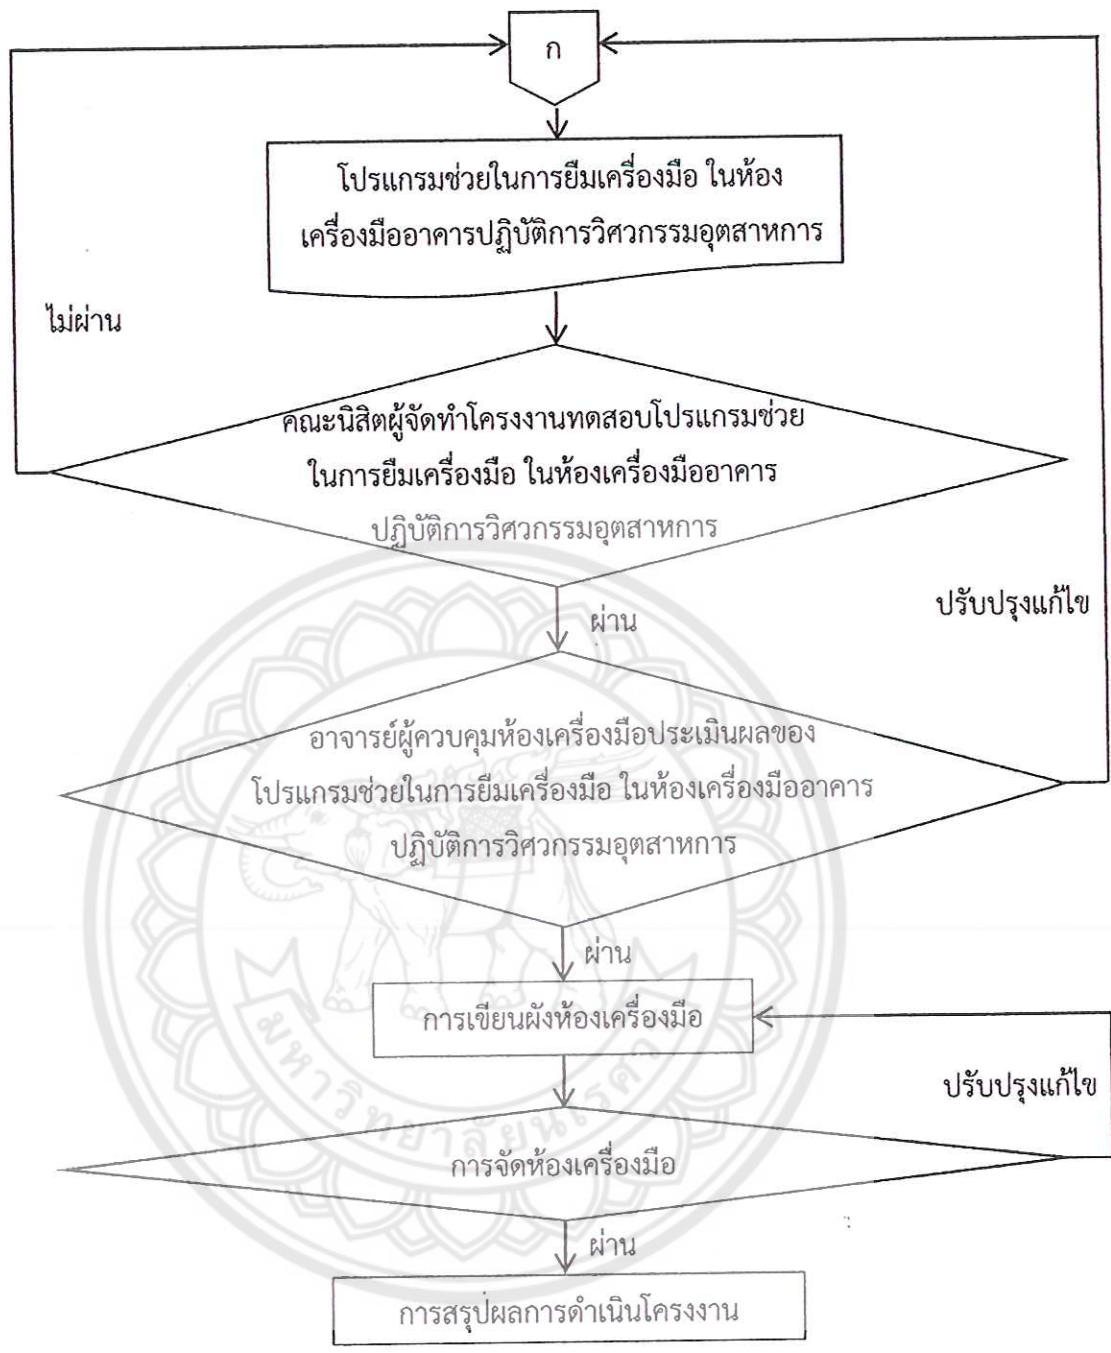 ก
โปรแกรมช่วยในการยืมเครื่องมือ ในห้อง
เครื่องมืออาคารปฏิบัติการวิศวกรรมอุตสาหการ
ไม่ผ่าน
คณะนิสิตผู้จัดทำโครงงานทดสอบโปรแกรมช่วย
ในการยืมเครื่องมือ ในห้องเครื่องมืออาคาร
ปฏิบัติการวิศวกรรมอุตสาหการ
ปรับปรุงแก้ไข
ผ่าน
อาจารย์ผู้ควบคุมห้องเครื่องมือประเมินผลของ
โปรแกรมช่วยในการยืมเครื่องมือ ในห้องเครื่องมืออาคาร
ปฏิบัติการวิศวกรรมอุตสาหการ
ผ่าน
การเขียนผังห้องเครื่องมือ
ปรับปรุงแก้ไข
การจัดห้องเครื่องมือ
ผ่าน
การสรุปผลการดำเนินโครงงาน
มหาวิทยาลัยนเรศวร